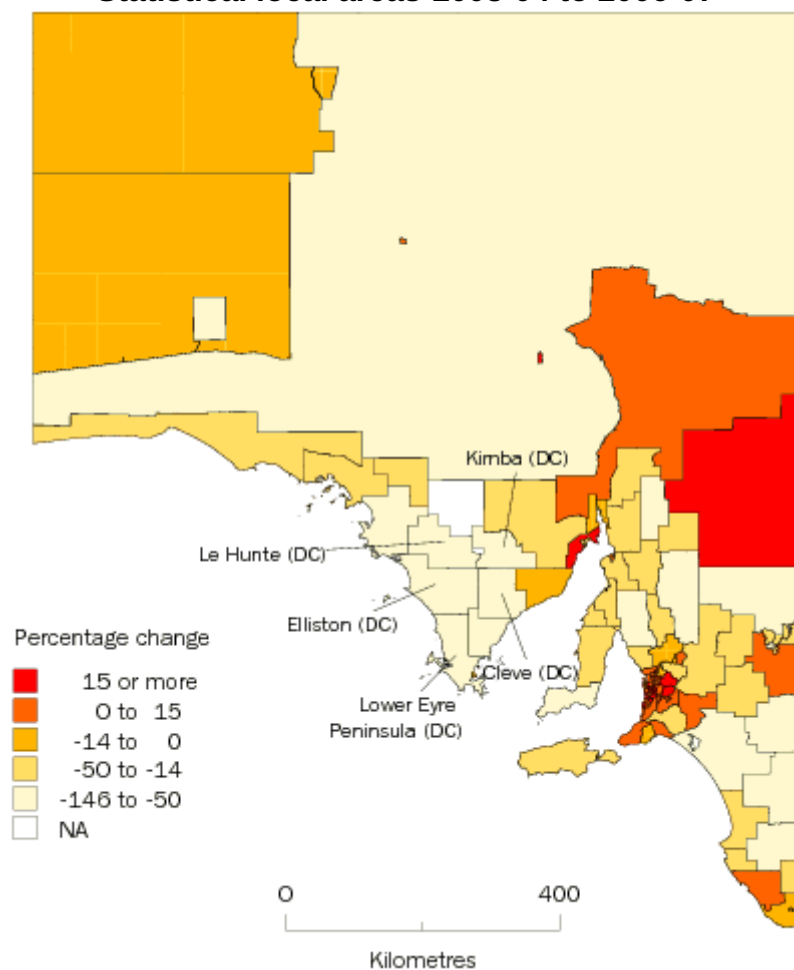 Kimba (DC)
Le Hunte (DC)
Elliston (DC)
Cleve (DC)
Lower Eyre
Peninsula (DC)
Percentage change
15 or more
0 to 15
-14 to 0
-50 to -14
-146 to -50
NA
0 400
Kilometres